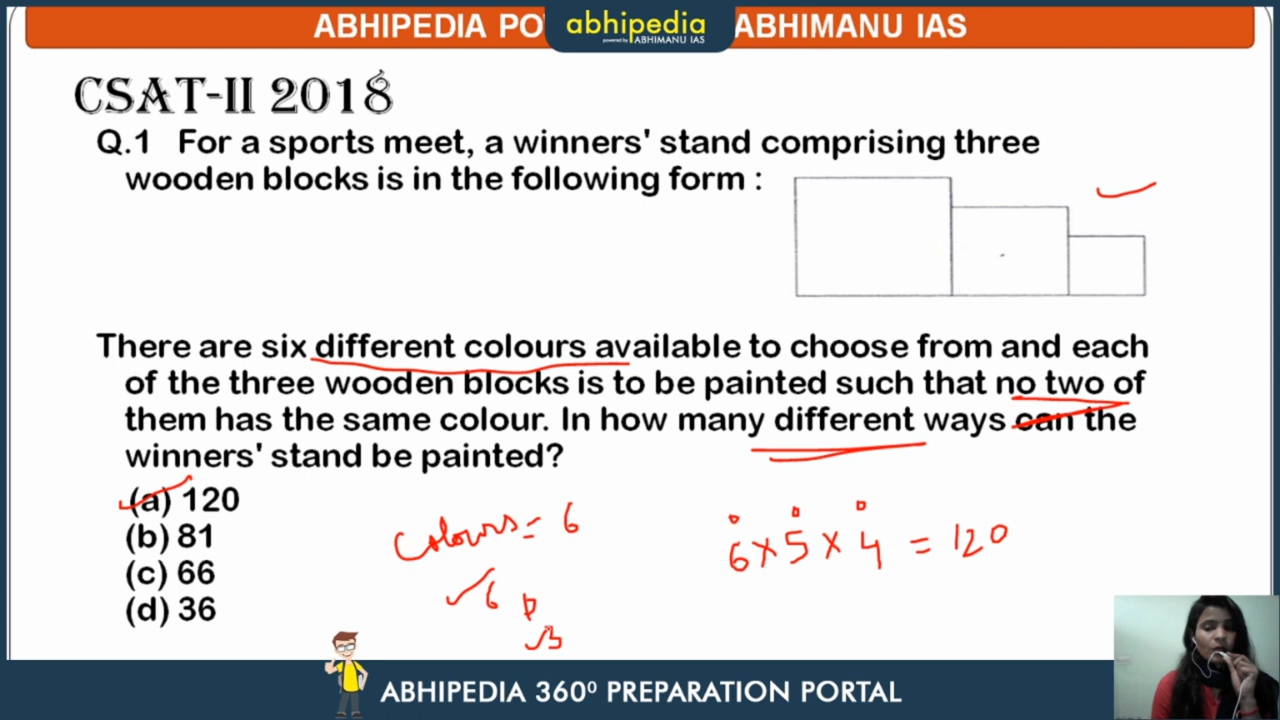 ABHIPEDIA PO
abhipedia
powered by ABHIMANU IAS
ABHIMANU IAS
CSAT-II 2018
Q.1 For a sports meet, a winners' stand comprising three
wooden blocks is in the following form :
There are six different colours available to choose from and each
of the three wooden blocks is to be painted such that no two of
them has the same colour. In how many different ways can the
winners' stand be painted?
(a) 120
(b) 81
(c) 66
(d) 36
Colours = 6
6 P 3
6 × 5 × 4 = 120
ABHIPEDIA 360⁰ PREPARATION PORTAL